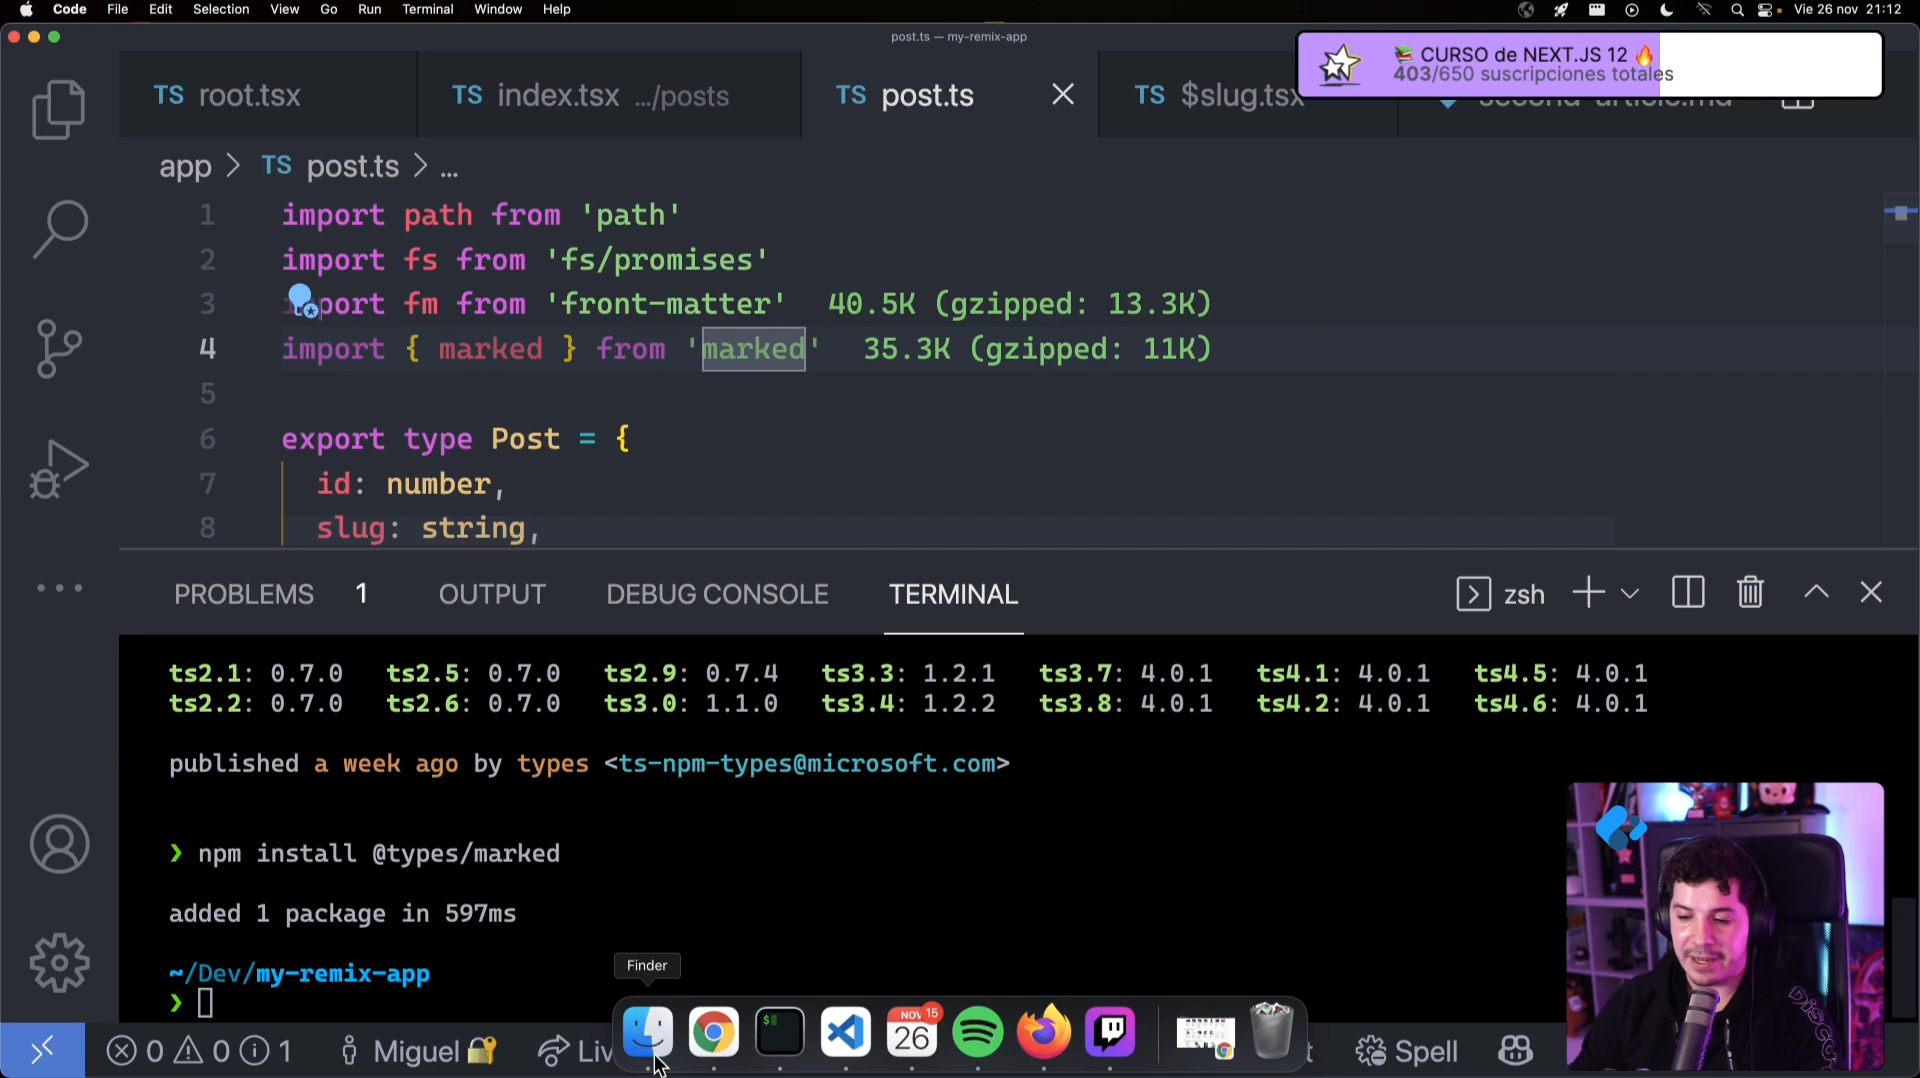 Code File Edit Selection View Go Run Terminal Window Help
Vie 26 nov 21:12
post.ts — my-remix-app
📚 CURSO de NEXT.JS 12 🔥
403/650 suscripciones totales
TS root.tsx
TS index.tsx .../posts
TS post.ts
TS $slug.tsx
second-article.md
app > TS post.ts > ...
1 import path from 'path'
2 import fs from 'fs/promises'
3 import fm from 'front-matter' 40.5K (gzipped: 13.3K)
4 import { marked } from 'marked' 35.3K (gzipped: 11K)
5
6 export type Post = {
7 id: number,
8 slug: string,
PROBLEMS 1 OUTPUT DEBUG CONSOLE TERMINAL
zsh
ts2.1: 0.7.0 ts2.5: 0.7.0 ts2.9: 0.7.4 ts3.3: 1.2.1 ts3.7: 4.0.1 ts4.1: 4.0.1 ts4.5: 4.0.1
ts2.2: 0.7.0 ts2.6: 0.7.0 ts3.0: 1.1.0 ts3.4: 1.2.2 ts3.8: 4.0.1 ts4.2: 4.0.1 ts4.6: 4.0.1
published a week ago by types <ts-npm-types@microsoft.com>
❯ npm install @types/marked
added 1 package in 597ms
~/Dev/my-remix-app
❯
Finder
NOV 15
26
0 0 1 Miguel 🔐 Liv
Spell